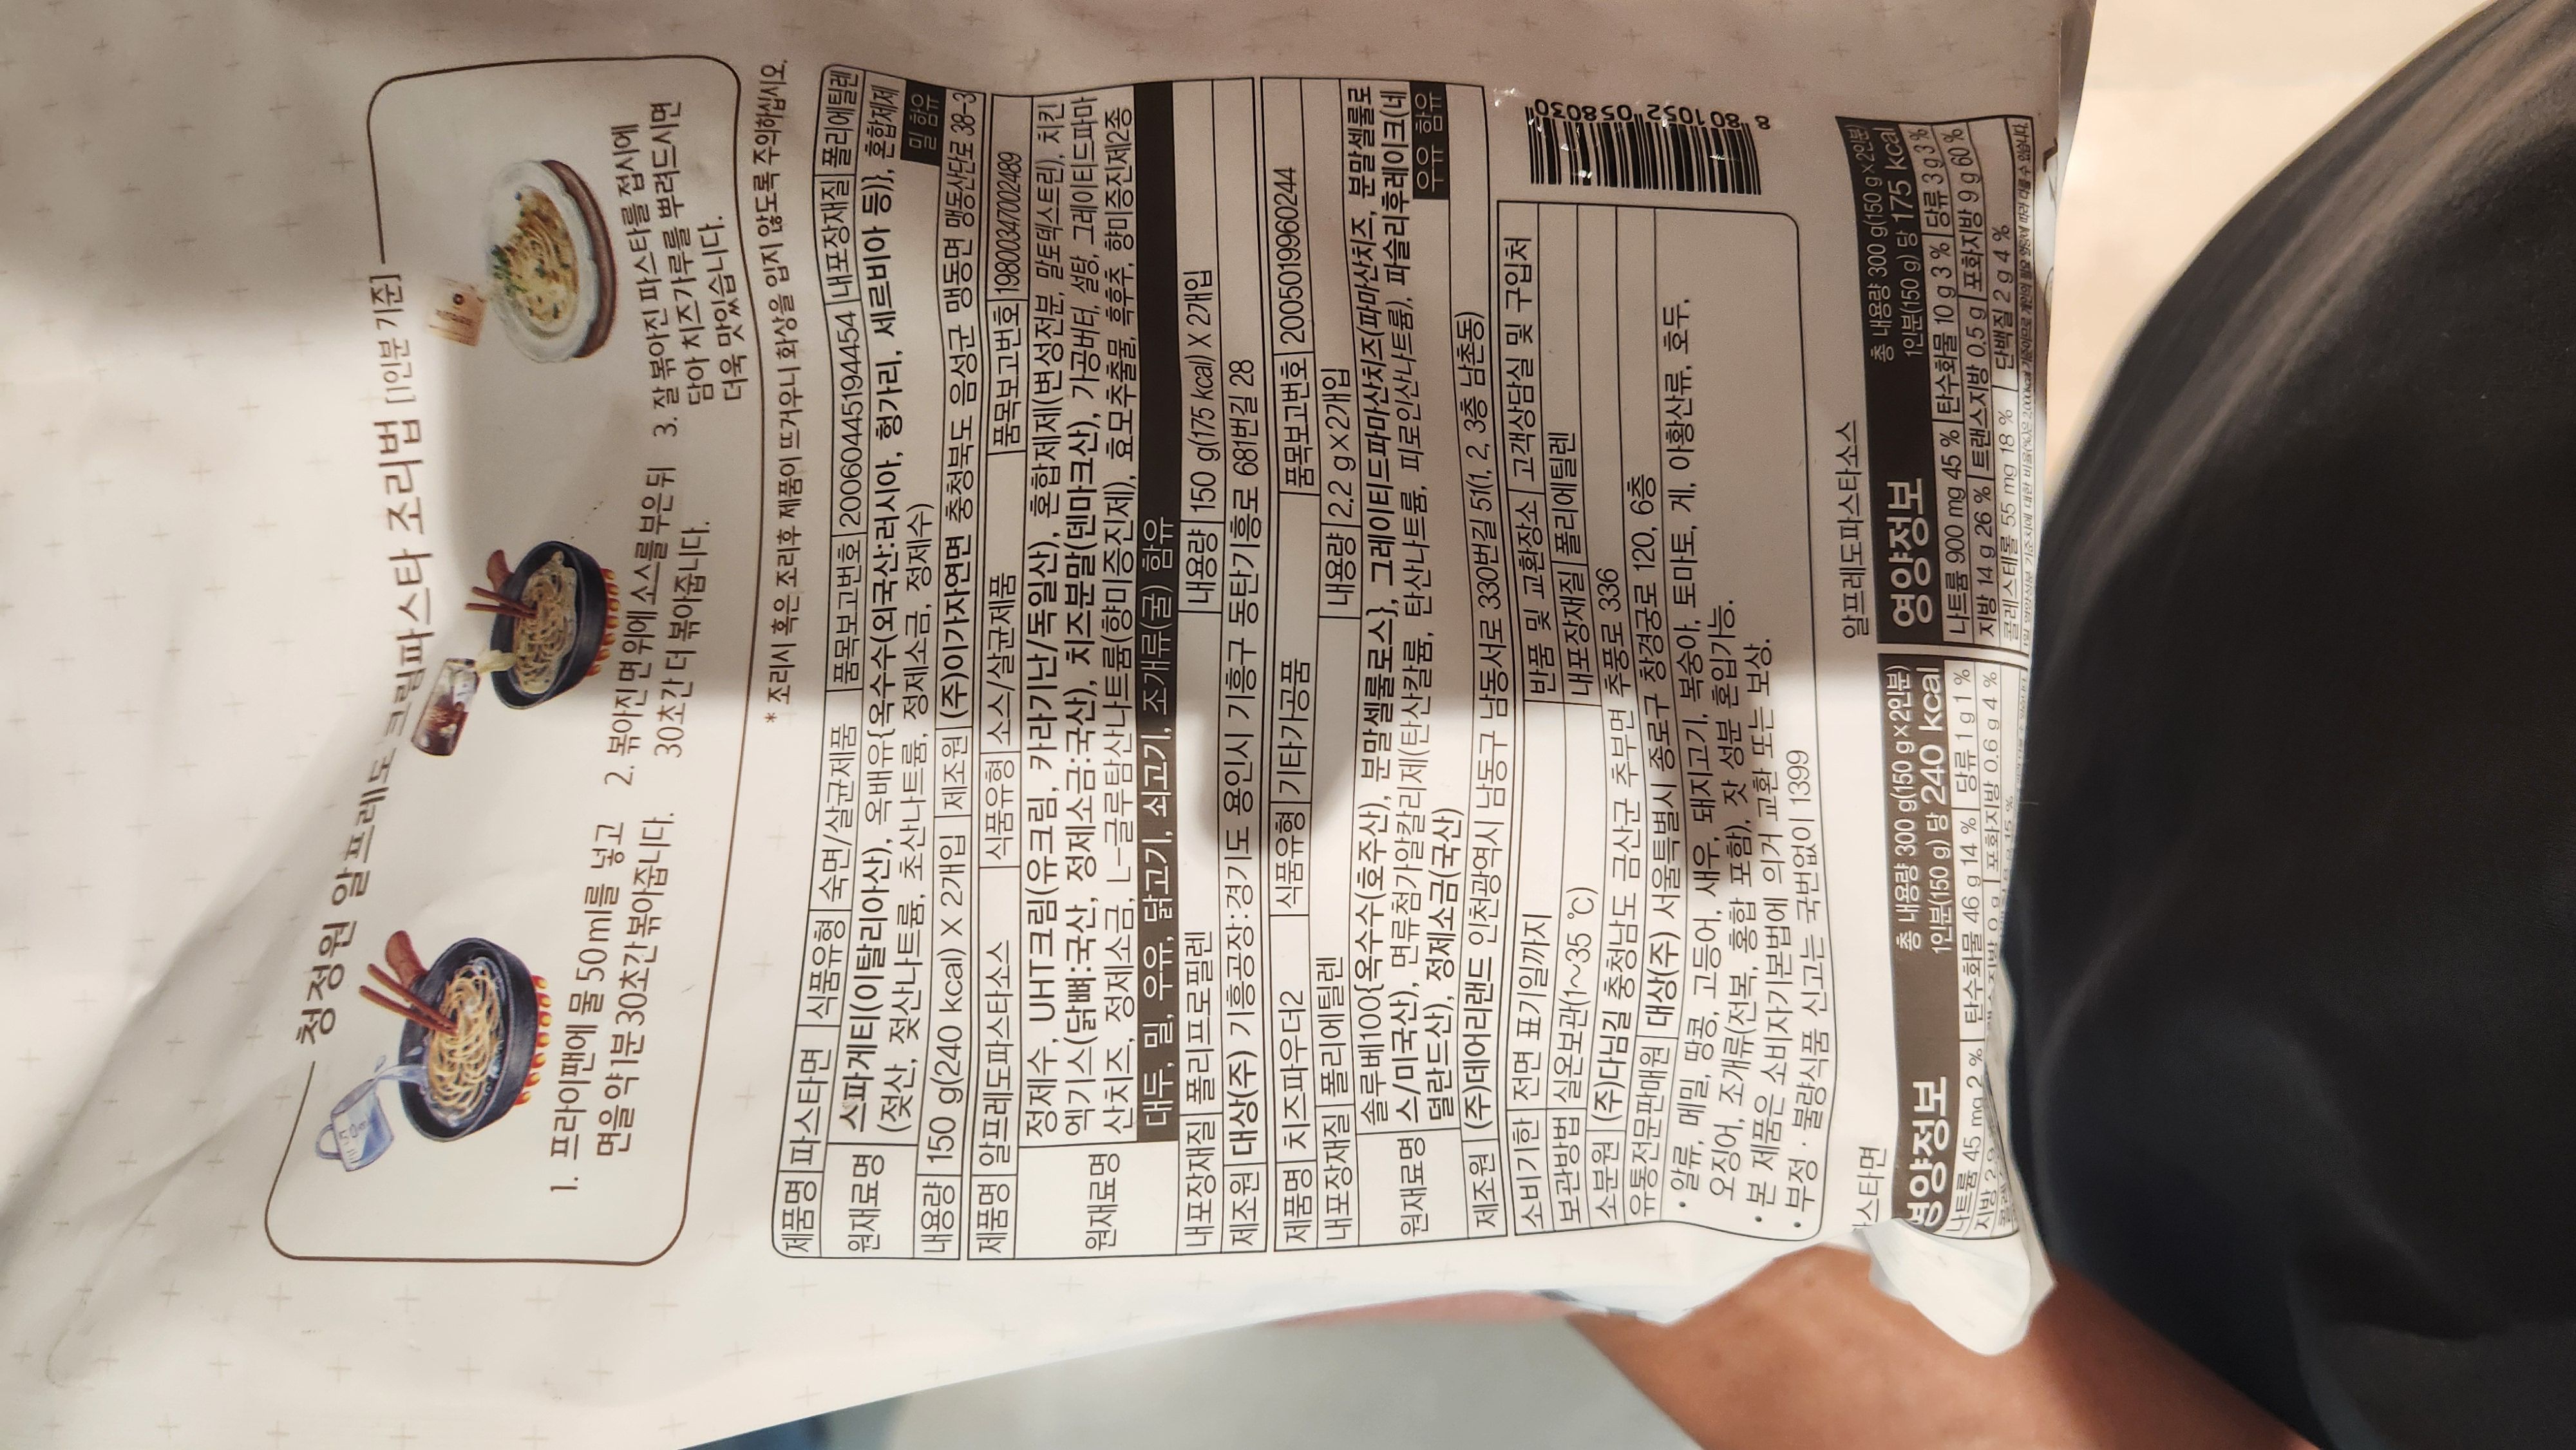 청정원 알프레도 크림파스타 조리법 [1인분 기준]
1. 프라이팬에 물 50ml를 넣고
면을 약 1분 30초간 볶아줍니다.
2. 볶아진 면 위에 소스를 부은 뒤
30초간 더 볶아줍니다.
3. 잘 볶아진 파스타를 접시에
담아 치즈가루를 뿌려드시면
더욱 맛있습니다.
* 조리시 혹은 조리후 제품이 뜨거우니 화상을 입지 않도록 주의하십시오.
제품명 파스타면 식품유형 숙면/살균제품 품목보고번호 20060445194454 내포장재질 폴리에틸렌
원재료명 스파게티(이탈리아산), 옥배유{옥수수(외국산:러시아, 헝가리, 세르비아 등)}, 혼합제제
(젖산, 젖산나트륨, 초산나트륨, 정제소금, 정제수) 밀 함유
내용량 150 g(240 kcal) X 2개입 제조원 (주)이가자연면 충청북도 음성군 맹동면 맹동산단로 38-3
제품명 알프레도파스타소스 식품유형 소스/살균제품 품목보고번호 19800347002489
원재료명 정제수, UHT크림(유크림, 카라기난/독일산), 혼합제제(변성전분, 말토덱스트린), 치킨
엑기스(닭뼈:국산, 정제소금:국산), 치즈분말(덴마크산), 가공버터, 설탕, 그레이티드파마
산치즈, 정제소금, L-글루탐산나트륨(향미증진제), 효모추출물, 흑후추, 향미증진제2종
대두, 밀, 우유, 닭고기, 쇠고기, 조개류(굴) 함유
내포장재질 폴리프로필렌 내용량 150 g(175 kcal) X 2개입
제조원 대상(주) 기흥공장:경기도 용인시 기흥구 동탄기흥로 681번길 28
제품명 치즈파우더2 식품유형 기타가공품 품목보고번호 2005019960244
내포장재질 폴리에틸렌 내용량 2.2 g×2개입
원재료명 솔루베100{옥수수(호주산), 분말셀룰로스}, 그레이티드파마산치즈(파마산치즈, 분말셀룰로
스/미국산), 면류첨가알칼리제(탄산칼륨, 탄산나트륨, 피로인산나트륨), 파슬리후레이크(네
덜란드산), 정제소금(국산) 우유 함유
제조원 (주)데어리랜드 인천광역시 남동구 남동서로 330번길 51(1, 2, 3층 남촌동)
소비기한 전면 표기일까지 반품 및 교환장소 고객상담실 및 구입처
보관방법 실온보관(1~35 ℃) 내포장재질 폴리에틸렌
소분원 (주)다님길 충청남도 금산군 추부면 추풍로 336
유통전문판매원 대상(주) 서울특별시 종로구 창경궁로 120, 6층
• 알류, 메밀, 땅콩, 고등어, 새우, 돼지고기, 복숭아, 토마토, 게, 아황산류, 호두,
오징어, 조개류(전복, 홍합 포함), 잣 성분 혼입가능.
• 본 제품은 소비자기본법에 의거 교환 또는 보상.
• 부정·불량식품 신고는 국번없이 1399
8 801052 058030
파스타면
영양정보
총 내용량 300 g(150 g×2인분)
1인분(150 g) 당 240 kcal
나트륨 45 mg 2 % 탄수화물 46 g 14 % 당류 1 g 1 %
지방 0 g 포화지방 0.6 g 4 %
15 %
알프레도파스타소스
영양정보
총 내용량 300 g(150 g×2인분)
1인분(150 g) 당 175 kcal
나트륨 900 mg 45 % 탄수화물 10 g 3 % 당류 3 g 3 %
지방 14 g 26 % 트랜스지방 0.5 g 포화지방 9 g 60 %
콜레스테롤 55 mg 18 % 단백질 2 g 4 %
1일 영양성분 기준치에 대한 비율(%)은 2,000kcal 기준이므로 개인의 필요 열량에 따라 다를 수 있습니다.